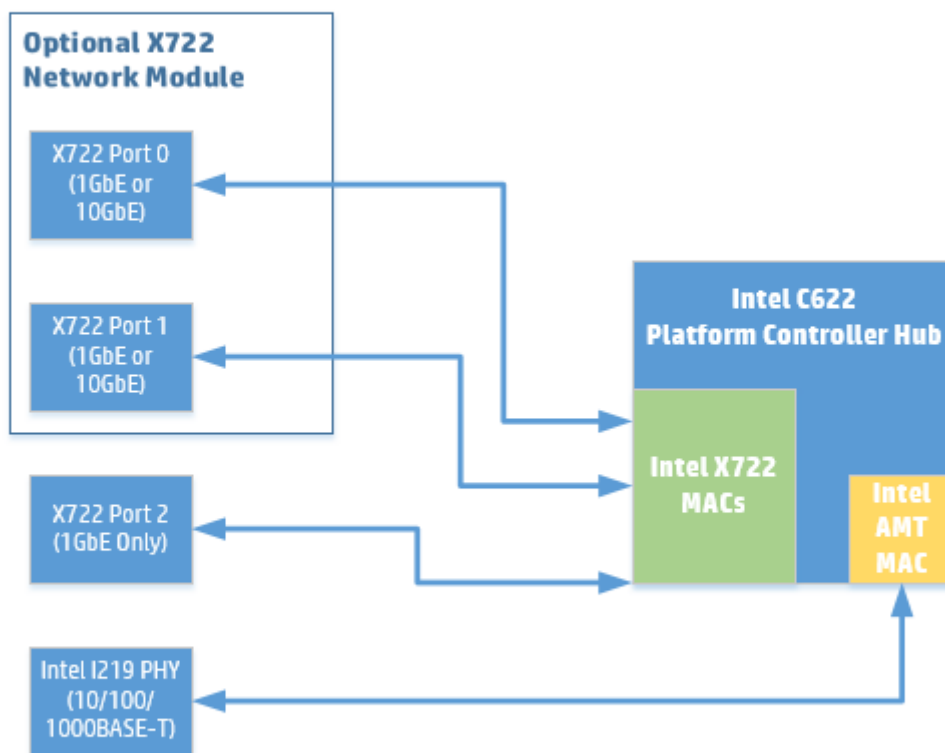 Optional X722
Network Module
X722 Port 0
(1GbE or
10GbE)
X722 Port 1
(1GbE or
10GbE)
X722 Port 2
(1GbE Only)
Intel I219 PHY
(10/100/
1000BASE-T)
Intel C622
Platform Controller Hub
Intel X722
MACs
Intel
AMT
MAC